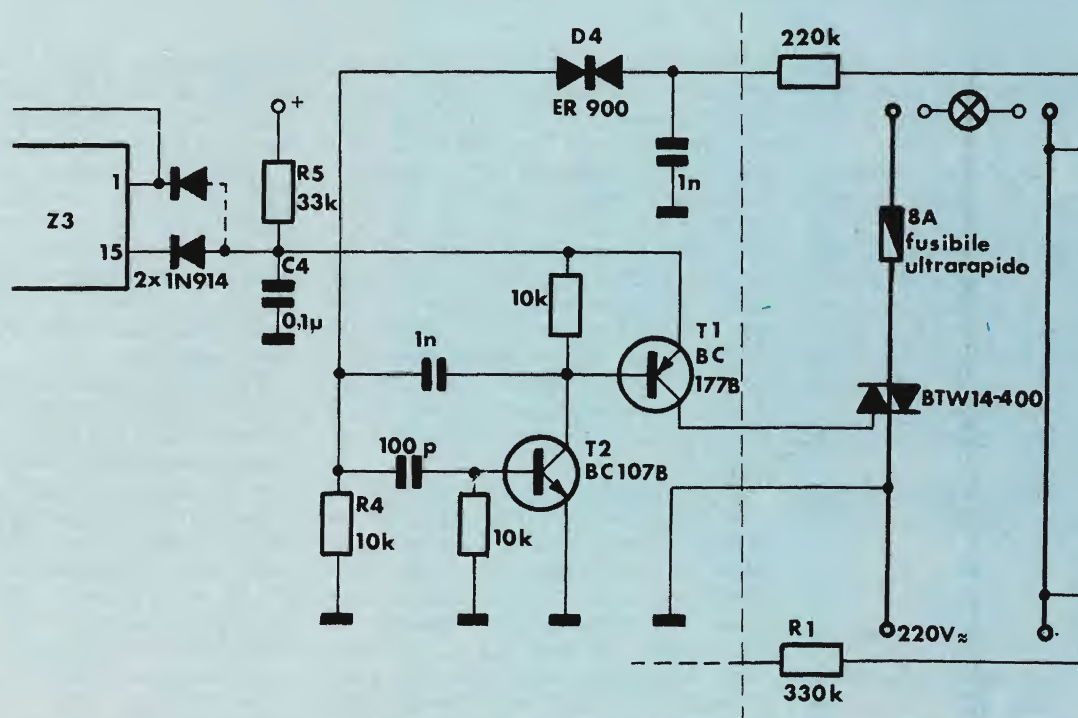 D4
ER 900
220k
+
R5
33k
1n
1
Z3
15
2x 1N914
C4
0,1µ
8A
fusibile
ultrarapido
10k
T1
BC
177B
1n
BTW14-400
100 p
T2
BC107B
R4
10k
10k
220V≈
R1
330k